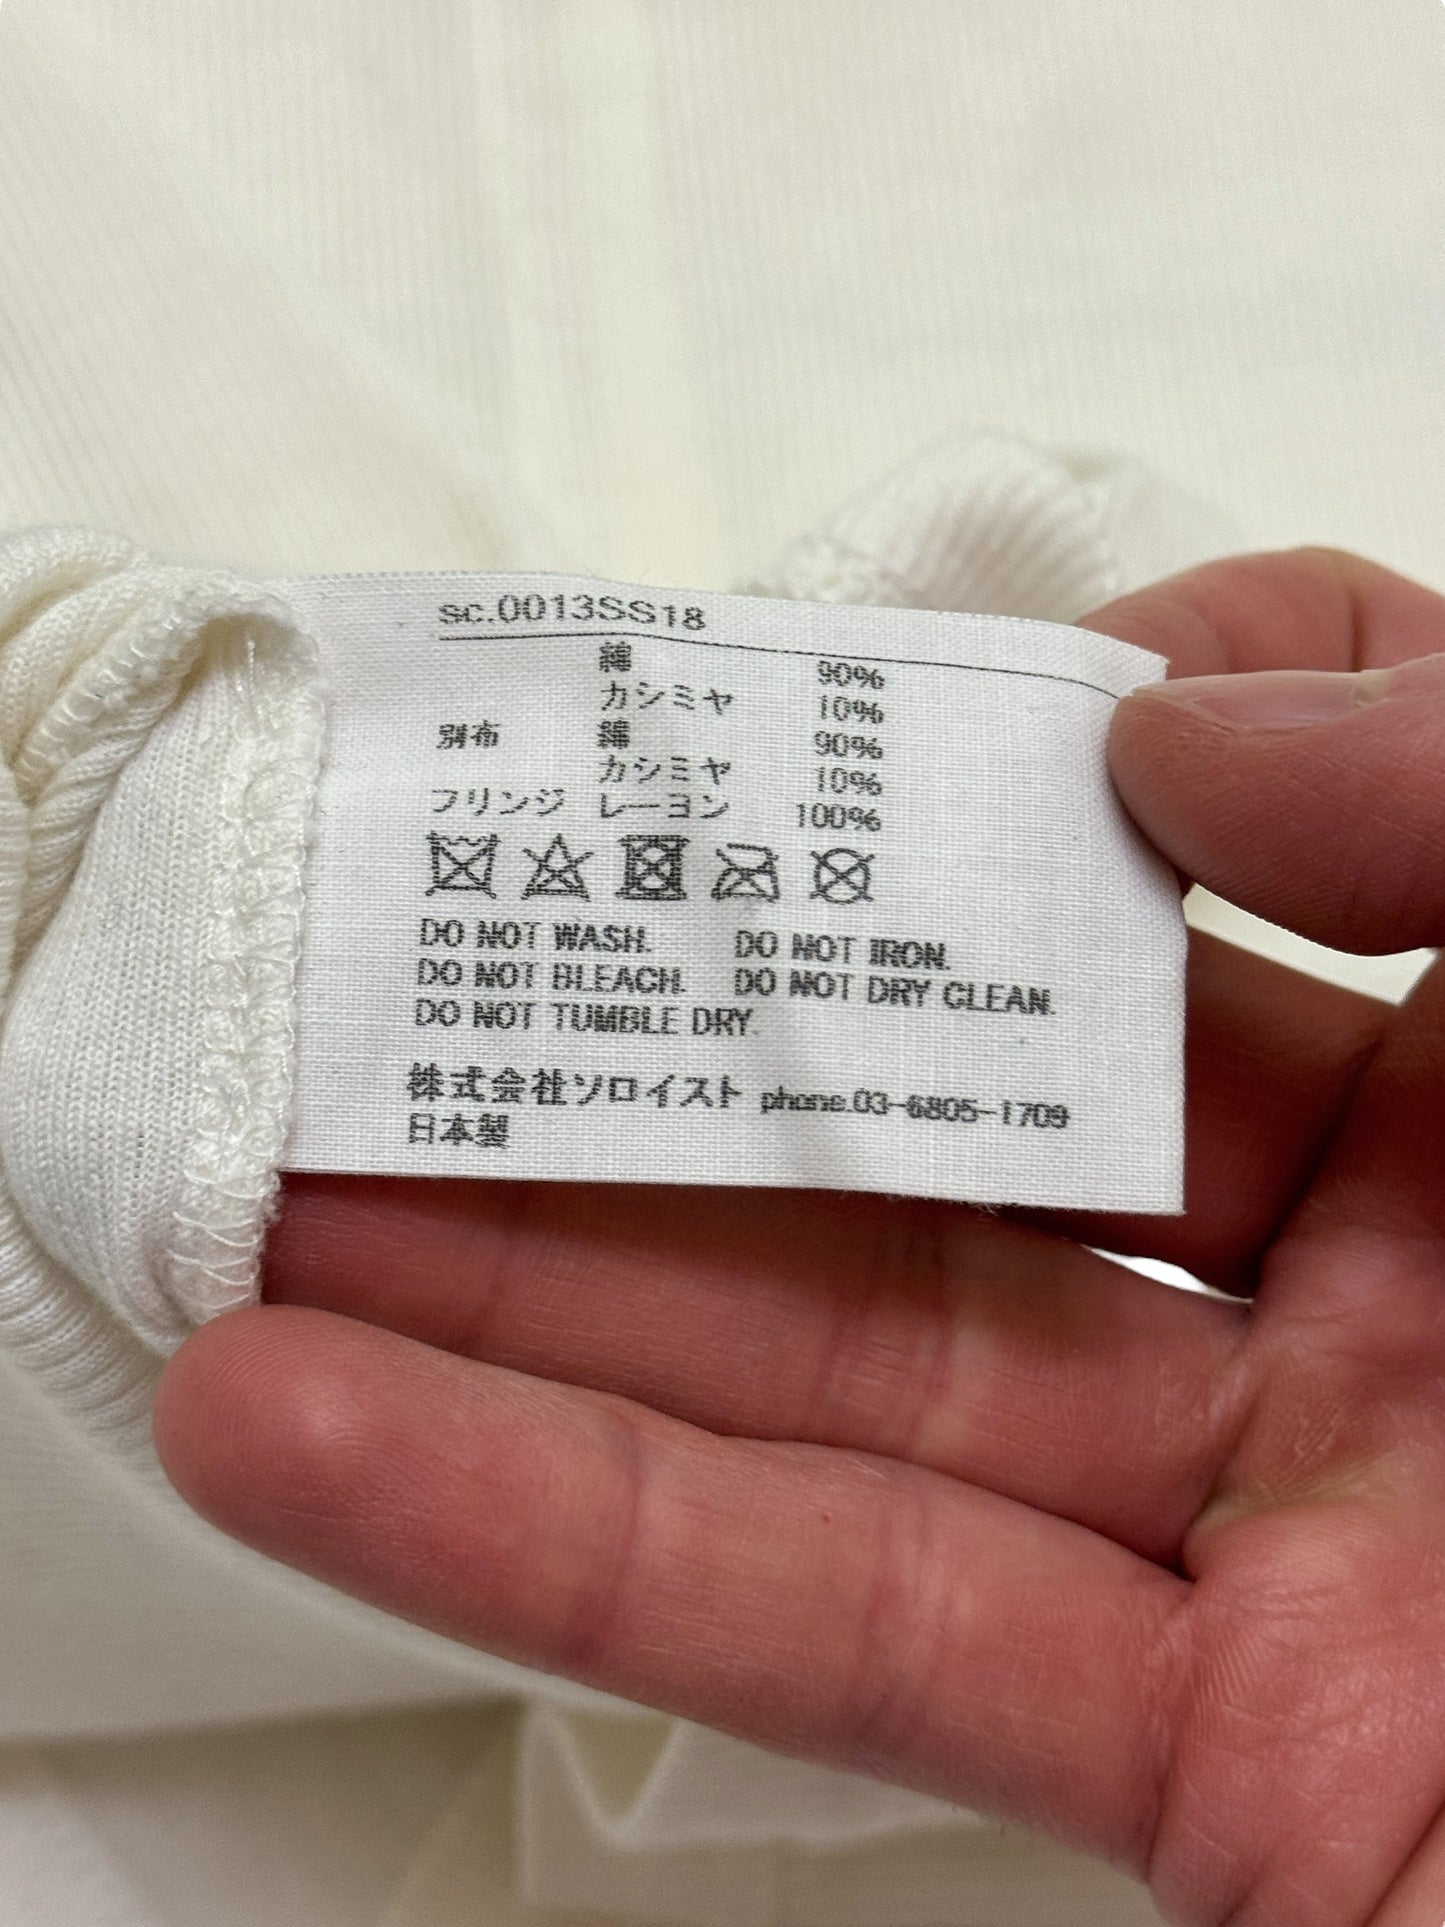 sc.0013SS18
綿 90%
カシミヤ 10%
別布 綿 90%
カシミヤ 10%
フリンジ レーヨン 100%
DO NOT WASH. DO NOT IRON.
DO NOT BLEACH. DO NOT DRY CLEAN.
DO NOT TUMBLE DRY.
株式会社ソロイスト phone.03-6805-1709
日本製